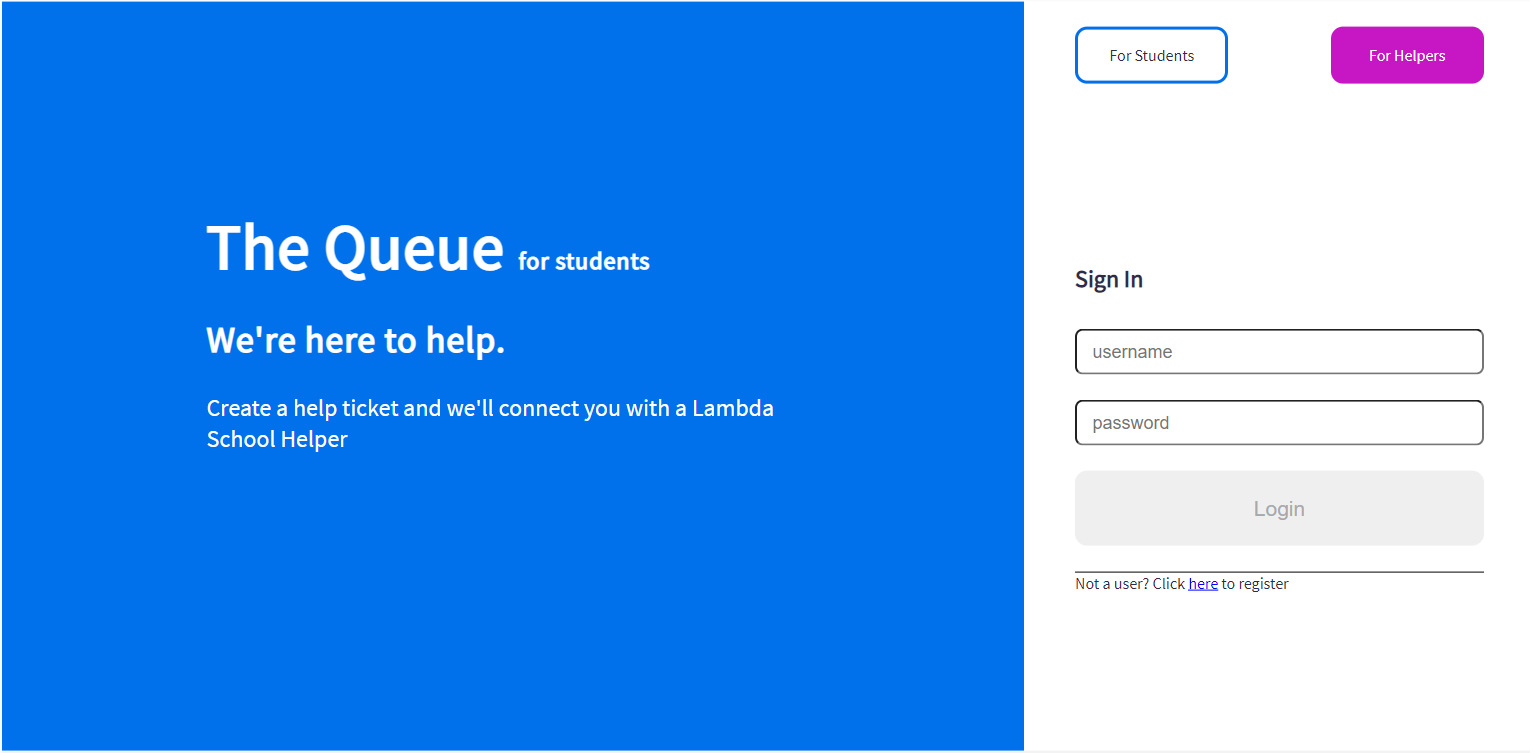 The Queue for students
We're here to help.
Create a help ticket and we'll connect you with a Lambda
School Helper
For Students
For Helpers
Sign In
username
password
Login
Not a user? Click here to register